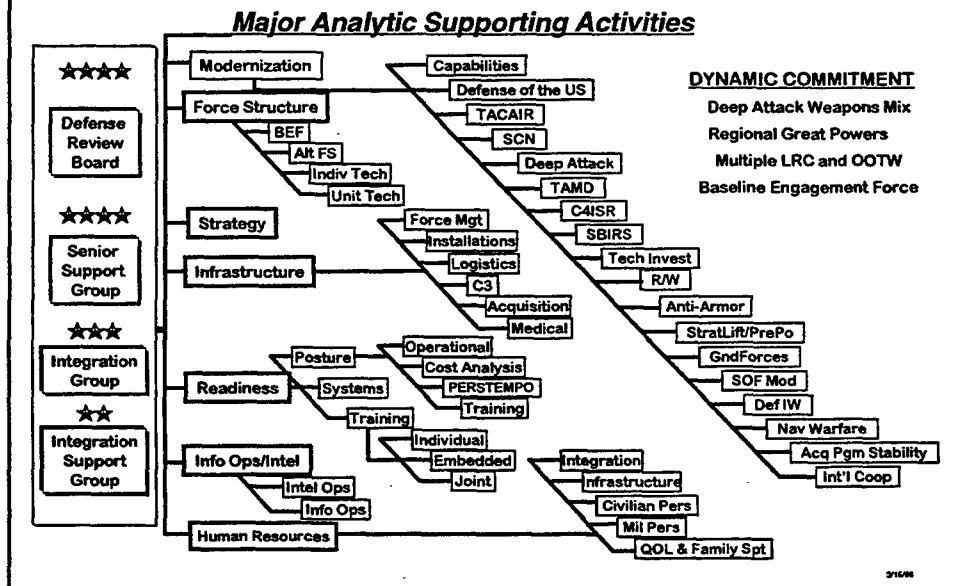 Major Analytic Supporting Activities
☆☆☆☆
Defense
Review
Board
☆☆☆☆
Senior
Support
Group
☆☆☆
Integration
Group
☆☆
Integration
Support
Group
Modernization
Force Structure
BEF
Alt FS
Indiv Tech
Unit Tech
Strategy
Infrastructure
Force Mgt
Installations
Logistics
C3
Acquisition
Medical
Readiness
Posture
Systems
Training
Operational
Cost Analysis
PERSTEMPO
Training
Individual
Embedded
Joint
Info Ops/Intel
Intel Ops
Info Ops
Human Resources
Integration
Infrastructure
Civilian Pers
Mil Pers
QOL & Family Spt
Capabilities
Defense of the US
TACAIR
SCN
Deep Attack
TAMD
C4ISR
SBIRS
Tech Invest
R/W
Anti-Armor
StratLift/PrePo
GndForces
SOF Mod
Def IW
Nav Warfare
Acq Pgm Stability
Int'l Coop
DYNAMIC COMMITMENT
Deep Attack Weapons Mix
Regional Great Powers
Multiple LRC and OOTW
Baseline Engagement Force